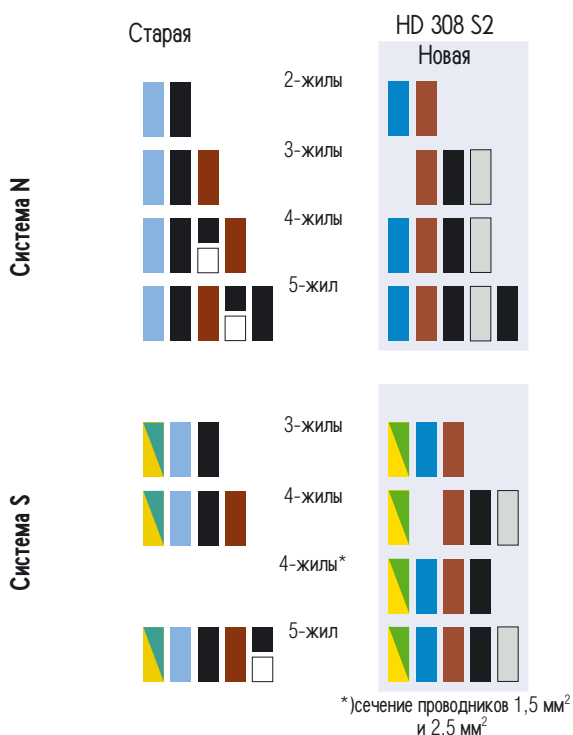 Старая
HD 308 S2
Новая
Система N
2-жилы
3-жилы
4-жилы
5-жил
Система S
3-жилы
4-жилы
4-жилы*
5-жил
*)сечение проводников 1,5 мм²
и 2.5 мм²